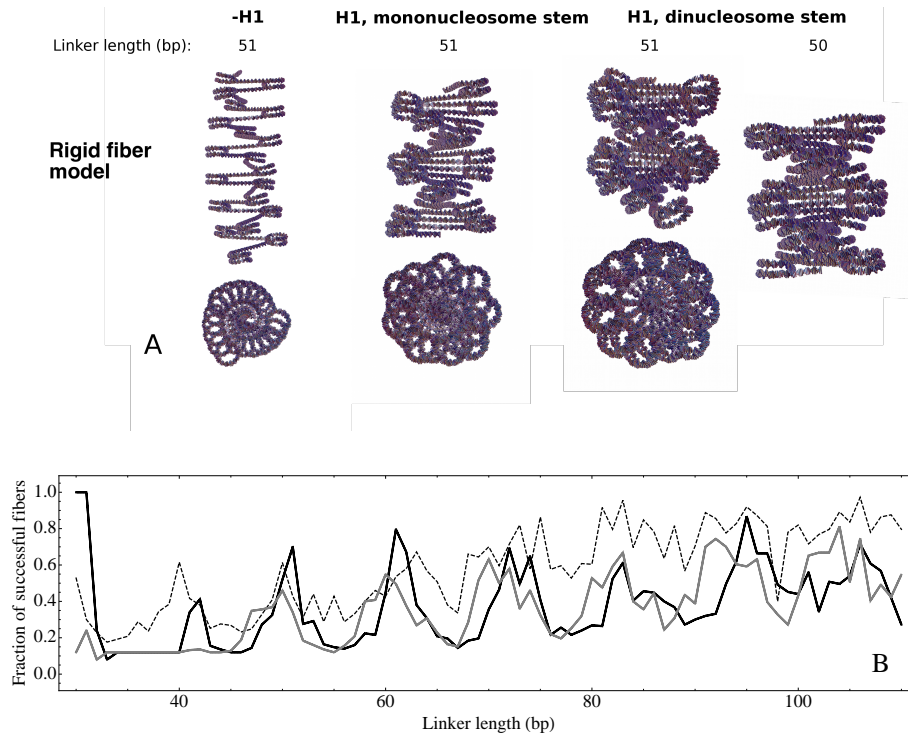 -H1 H1, mononucleosome stem H1, dinucleosome stem
Linker length (bp): 51 51 51 50
Rigid fiber
model
A
Fraction of successful fibers
1.0
0.8
0.6
0.4
0.2
0.0
B
40 60 80 100
Linker length (bp)